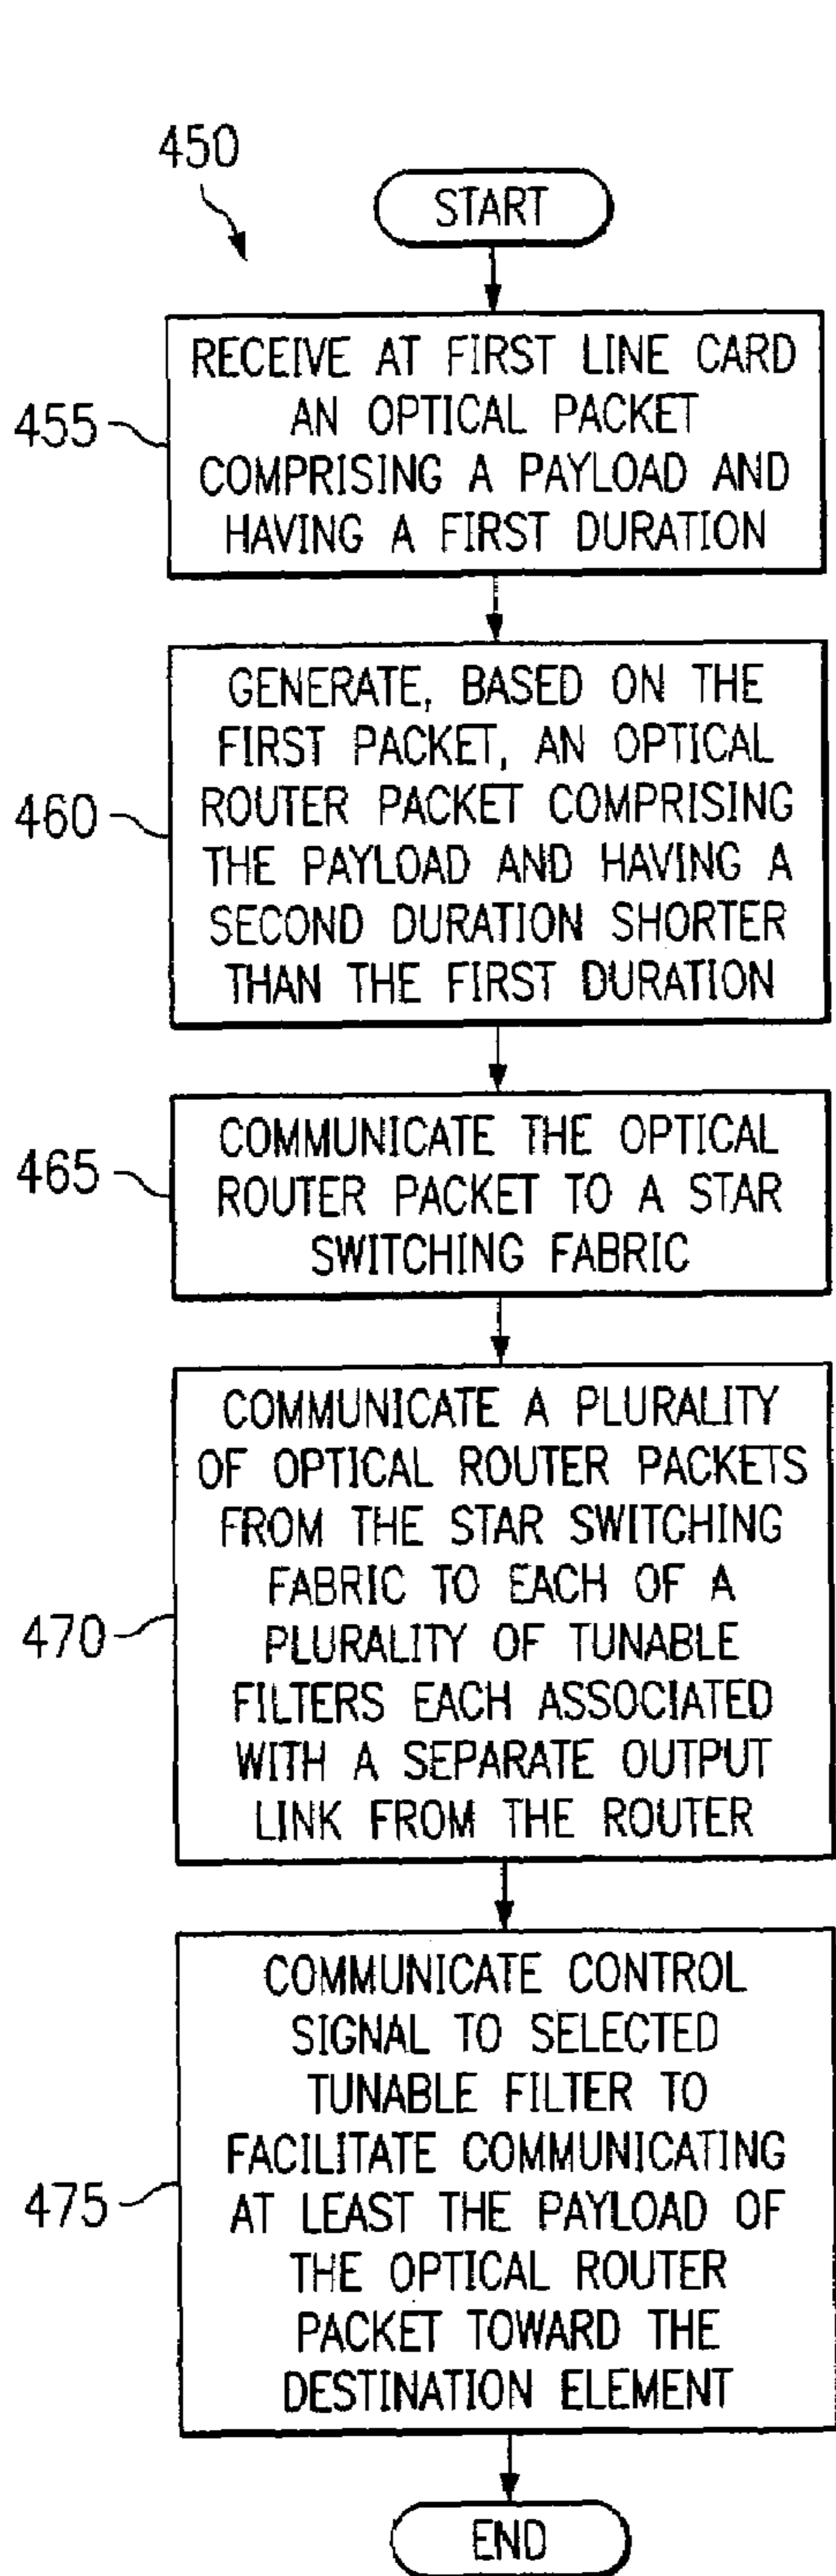 450
START
455
RECEIVE AT FIRST LINE CARD
AN OPTICAL PACKET
COMPRISING A PAYLOAD AND
HAVING A FIRST DURATION
460
GENERATE, BASED ON THE
FIRST PACKET, AN OPTICAL
ROUTER PACKET COMPRISING
THE PAYLOAD AND HAVING A
SECOND DURATION SHORTER
THAN THE FIRST DURATION
465
COMMUNICATE THE OPTICAL
ROUTER PACKET TO A STAR
SWITCHING FABRIC
470
COMMUNICATE A PLURALITY
OF OPTICAL ROUTER PACKETS
FROM THE STAR SWITCHING
FABRIC TO EACH OF A
PLURALITY OF TUNABLE
FILTERS EACH ASSOCIATED
WITH A SEPARATE OUTPUT
LINK FROM THE ROUTER
475
COMMUNICATE CONTROL
SIGNAL TO SELECTED
TUNABLE FILTER TO
FACILITATE COMMUNICATING
AT LEAST THE PAYLOAD OF
THE OPTICAL ROUTER
PACKET TOWARD THE
DESTINATION ELEMENT
END